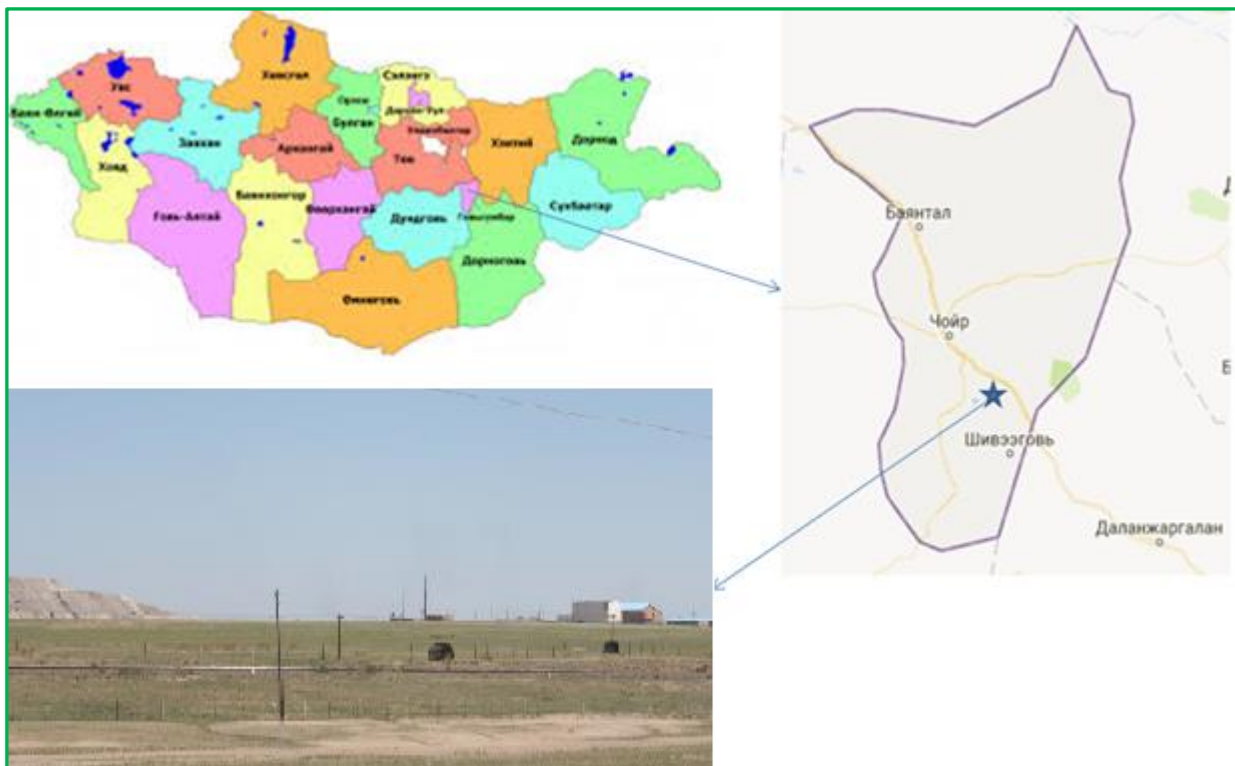 Увс
Хөвсгөл
Сэлэнгэ
Баян-Өлгий
Орхон
Дархан-Уул
Булган
Улаанбаатар
Завхан
Ховд
Архангай
Төв
Хэнтий
Дорнод
Говь-Алтай
Баянхонгор
Өвөрхангай
Дундговь
Говьсүмбэр
Сүхбаатар
Дорноговь
Өмнөговь
Баянтал
Чойр
Шивээговь
Даланжаргалан